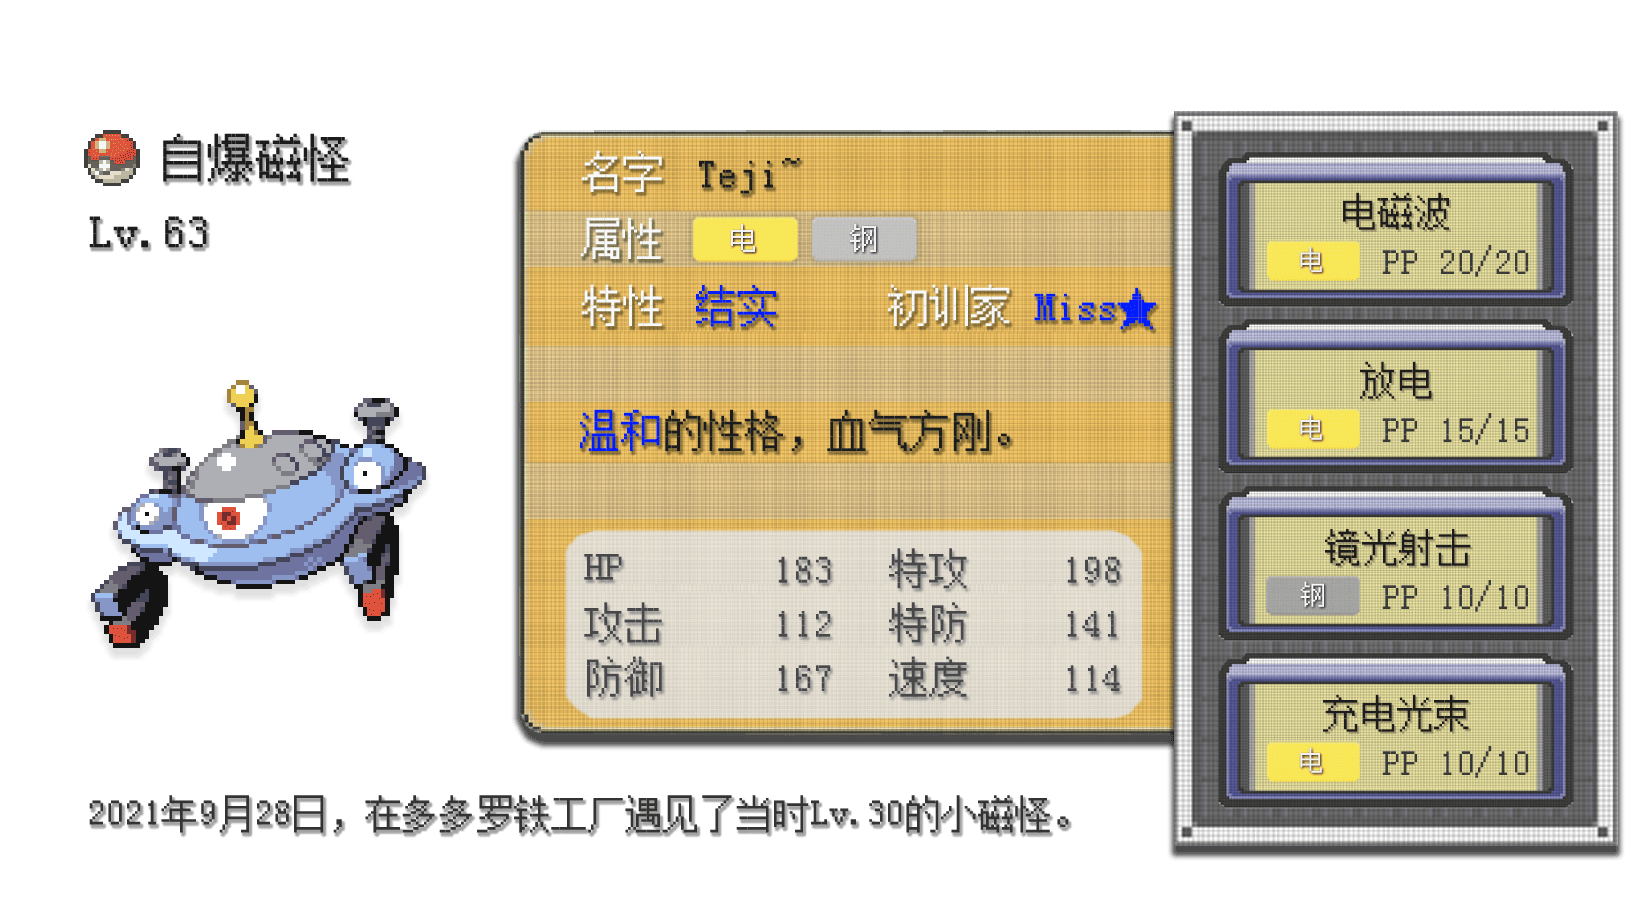 自爆磁怪
Lv.63
名字 Teji~
属性 电 钢
特性 结实 初训家 Miss★
温和的性格，血气方刚。
HP 183 特攻 198
攻击 112 特防 141
防御 167 速度 114
电磁波
电 PP 20/20
放电
电 PP 15/15
镜光射击
钢 PP 10/10
充电光束
电 PP 10/10
2021年9月28日，在多多罗铁工厂遇见了当时Lv.30的小磁怪。